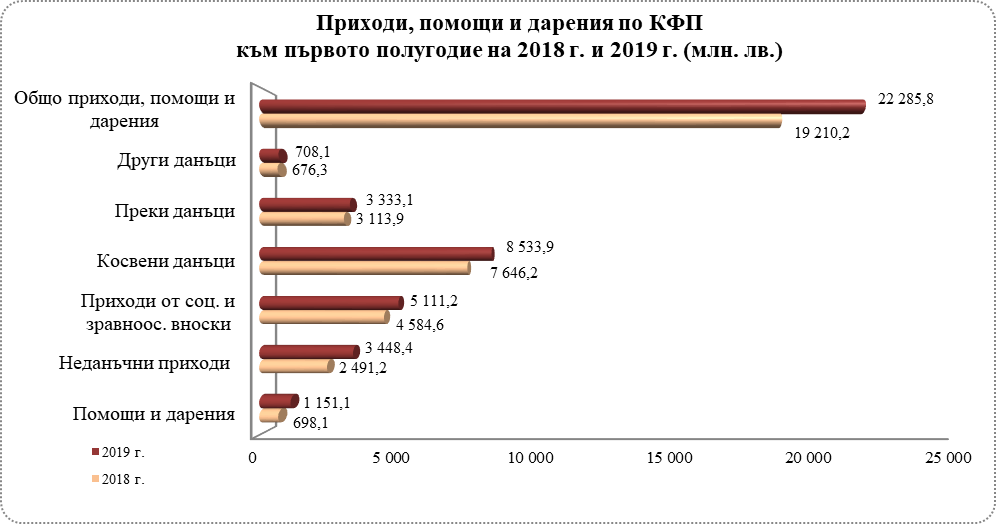 Приходи, помощи и дарения по КФП
към първото полугодие на 2018 г. и 2019 г. (млн. лв.)
Общо приходи, помощи и
дарения
22 285,8
19 210,2
Други данъци
708,1
676,3
Преки данъци
3 333,1
3 113,9
Косвени данъци
8 533,9
7 646,2
Приходи от соц. и
зравноос. вноски
5 111,2
4 584,6
Неданъчни приходи
3 448,4
2 491,2
Помощи и дарения
1 151,1
698,1
0 5 000 10 000 15 000 20 000 25 000
2019 г.
2018 г.